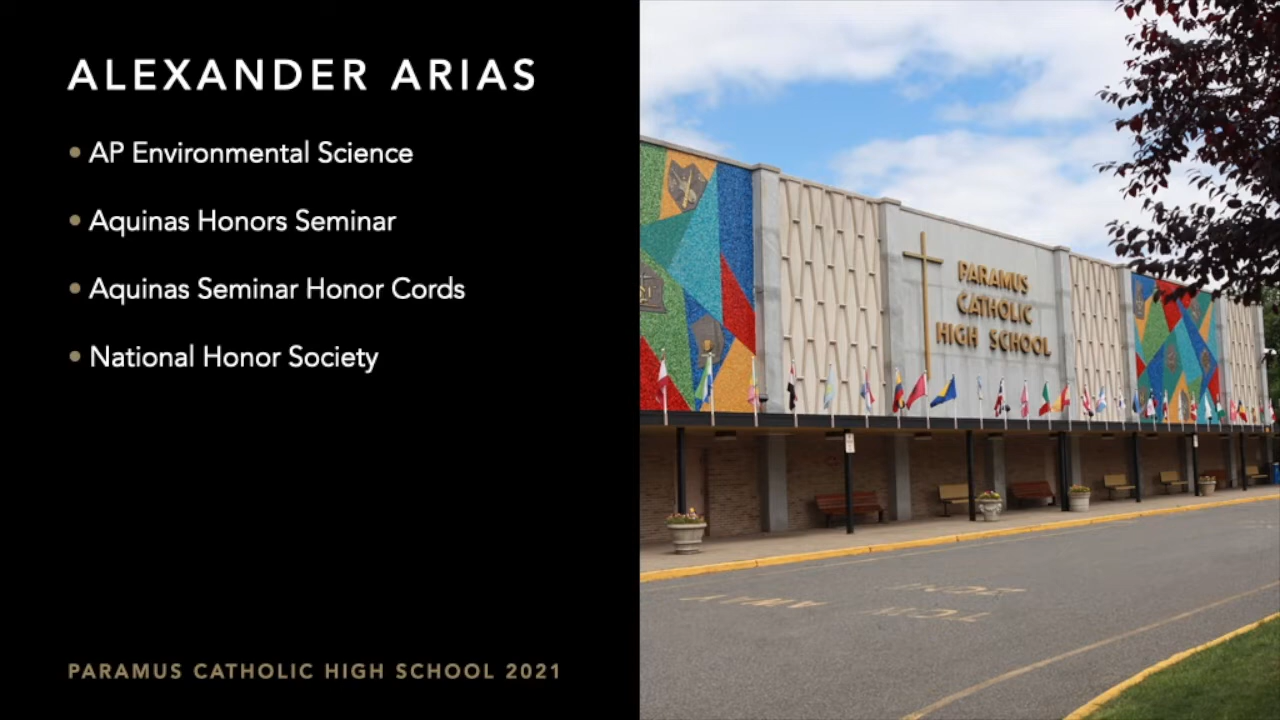 ALEXANDER ARIAS
• AP Environmental Science
• Aquinas Honors Seminar
• Aquinas Seminar Honor Cords
• National Honor Society
PARAMUS CATHOLIC HIGH SCHOOL 2021
PARAMUS
CATHOLIC
HIGH SCHOOL